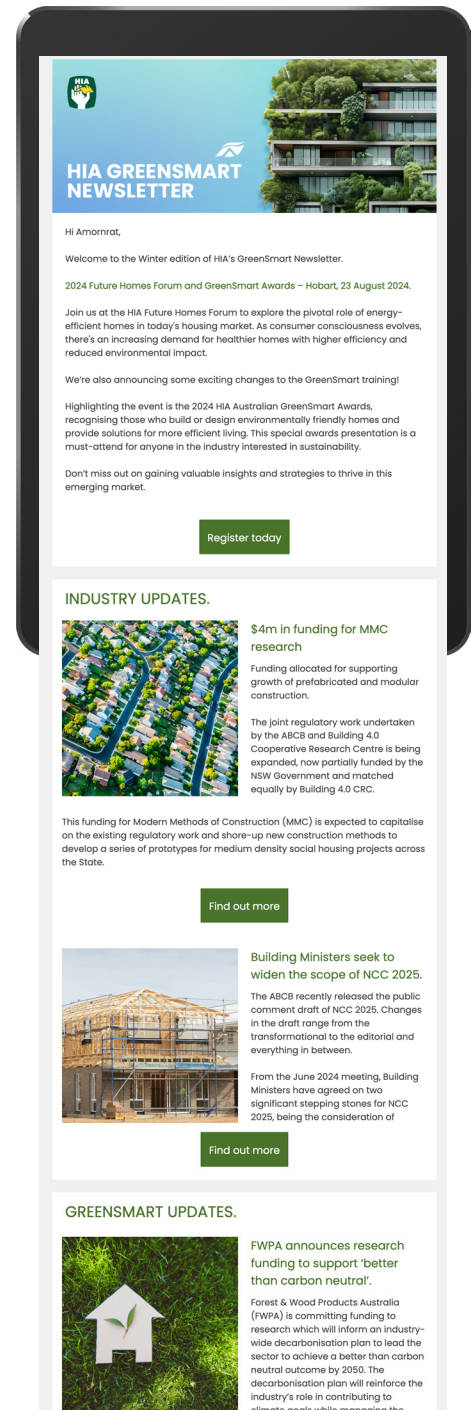 HIA
HIA GREENSMART
NEWSLETTER
Hi Amornrat,
Welcome to the Winter edition of HIA's GreenSmart Newsletter.
2024 Future Homes Forum and GreenSmart Awards – Hobart, 23 August 2024.
Join us at the HIA Future Homes Forum to explore the pivotal role of energy-
efficient homes in today's housing market. As consumer consciousness evolves,
there's an increasing demand for healthier homes with higher efficiency and
reduced environmental impact.
We're also announcing some exciting changes to the GreenSmart training!
Highlighting the event is the 2024 HIA Australian GreenSmart Awards,
recognising those who build or design environmentally friendly homes and
provide solutions for more efficient living. This special awards presentation is a
must-attend for anyone in the industry interested in sustainability.
Don't miss out on gaining valuable insights and strategies to thrive in this
emerging market.
Register today
INDUSTRY UPDATES.
$4m in funding for MMC
research
Funding allocated for supporting
growth of prefabricated and modular
construction.
The joint regulatory work undertaken
by the ABCB and Building 4.0
Cooperative Research Centre is being
expanded, now partially funded by the
NSW Government and matched
equally by Building 4.0 CRC.
This funding for Modern Methods of Construction (MMC) is expected to capitalise
on the existing regulatory work and shore-up new construction methods to
develop a series of prototypes for medium density social housing projects across
the State.
Find out more
Building Ministers seek to
widen the scope of NCC 2025.
The ABCB recently released the public
comment draft of NCC 2025. Changes
in the draft range from the
transformational to the editorial and
everything in between.
From the June 2024 meeting, Building
Ministers have agreed on two
significant stepping stones for NCC
2025, being the consideration of
Find out more
GREENSMART UPDATES.
FWPA announces research
funding to support 'better
than carbon neutral'.
Forest & Wood Products Australia
(FWPA) is committing funding to
research which will inform an industry-
wide decarbonisation plan to lead the
sector to achieve a better than carbon
neutral outcome by 2050. The
decarbonisation plan will reinforce the
industry's role in contributing to
climate goals while managing the